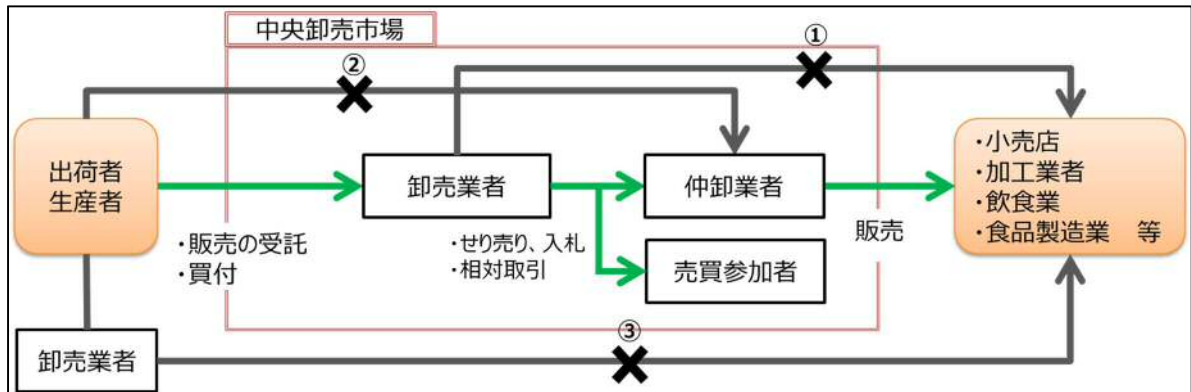 中央卸売市場
①
②
出荷者
生産者
卸売業者
仲卸業者
・小売店
・加工業者
・飲食業
・食品製造業　等
・販売の受託
・買付
・せり売り、入札
・相対取引
販売
売買参加者
③
卸売業者